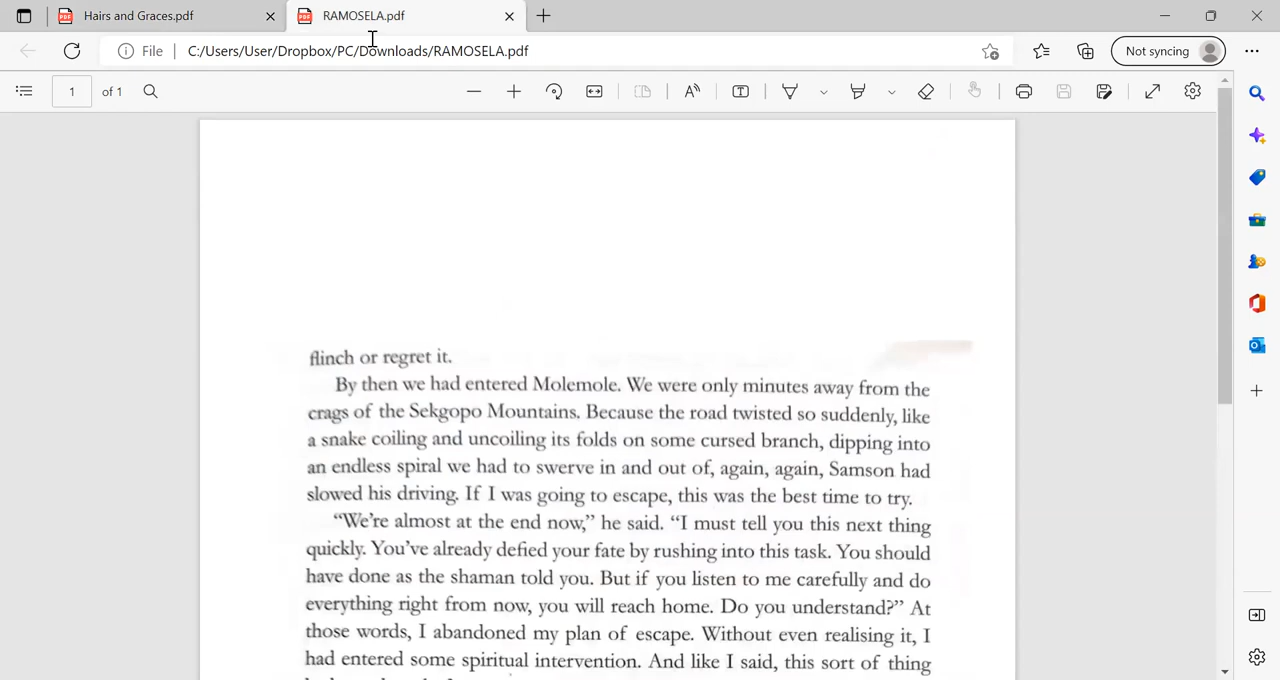 Hairs and Graces.pdf
RAMOSELA.pdf
File
C:/Users/User/Dropbox/PC/Downloads/RAMOSELA.pdf
Not syncing
1 of 1
flinch or regret it.
By then we had entered Molemole. We were only minutes away from the
crags of the Sekgopo Mountains. Because the road twisted so suddenly, like
a snake coiling and uncoiling its folds on some cursed branch, dipping into
an endless spiral we had to swerve in and out of, again, again, Samson had
slowed his driving. If I was going to escape, this was the best time to try.
“We’re almost at the end now,” he said. “I must tell you this next thing
quickly. You’ve already defied your fate by rushing into this task. You should
have done as the shaman told you. But if you listen to me carefully and do
everything right from now, you will reach home. Do you understand?” At
those words, I abandoned my plan of escape. Without even realising it, I
had entered some spiritual intervention. And like I said, this sort of thing